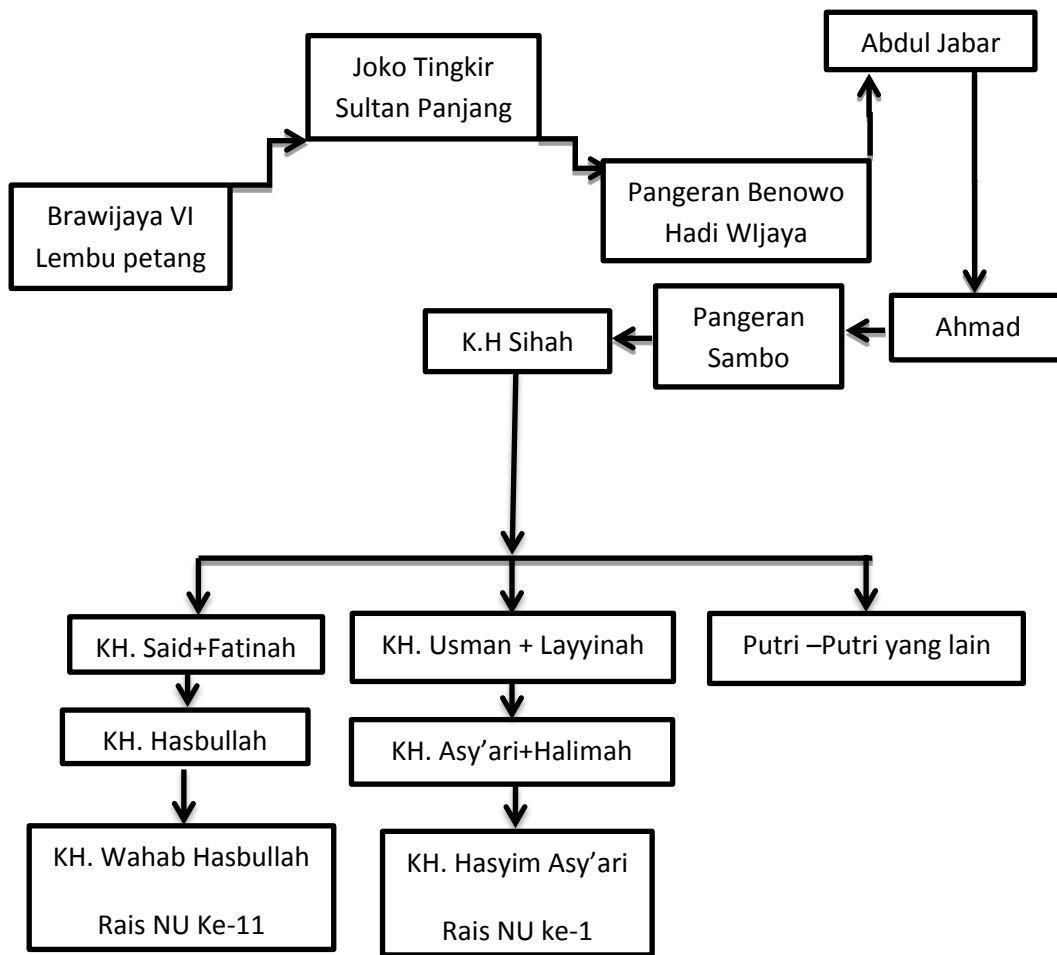 Abdul Jabar
Joko Tingkir
Sultan Panjang
Pangeran Benowo
Hadi WIjaya
Brawijaya VI
Lembu petang
Ahmad
Pangeran
Sambo
K.H Sihah
KH. Said+Fatinah
KH. Usman + Layyinah
Putri –Putri yang lain
KH. Hasbullah
KH. Asy’ari+Halimah
KH. Wahab Hasbullah
Rais NU Ke-11
KH. Hasyim Asy’ari
Rais NU ke-1